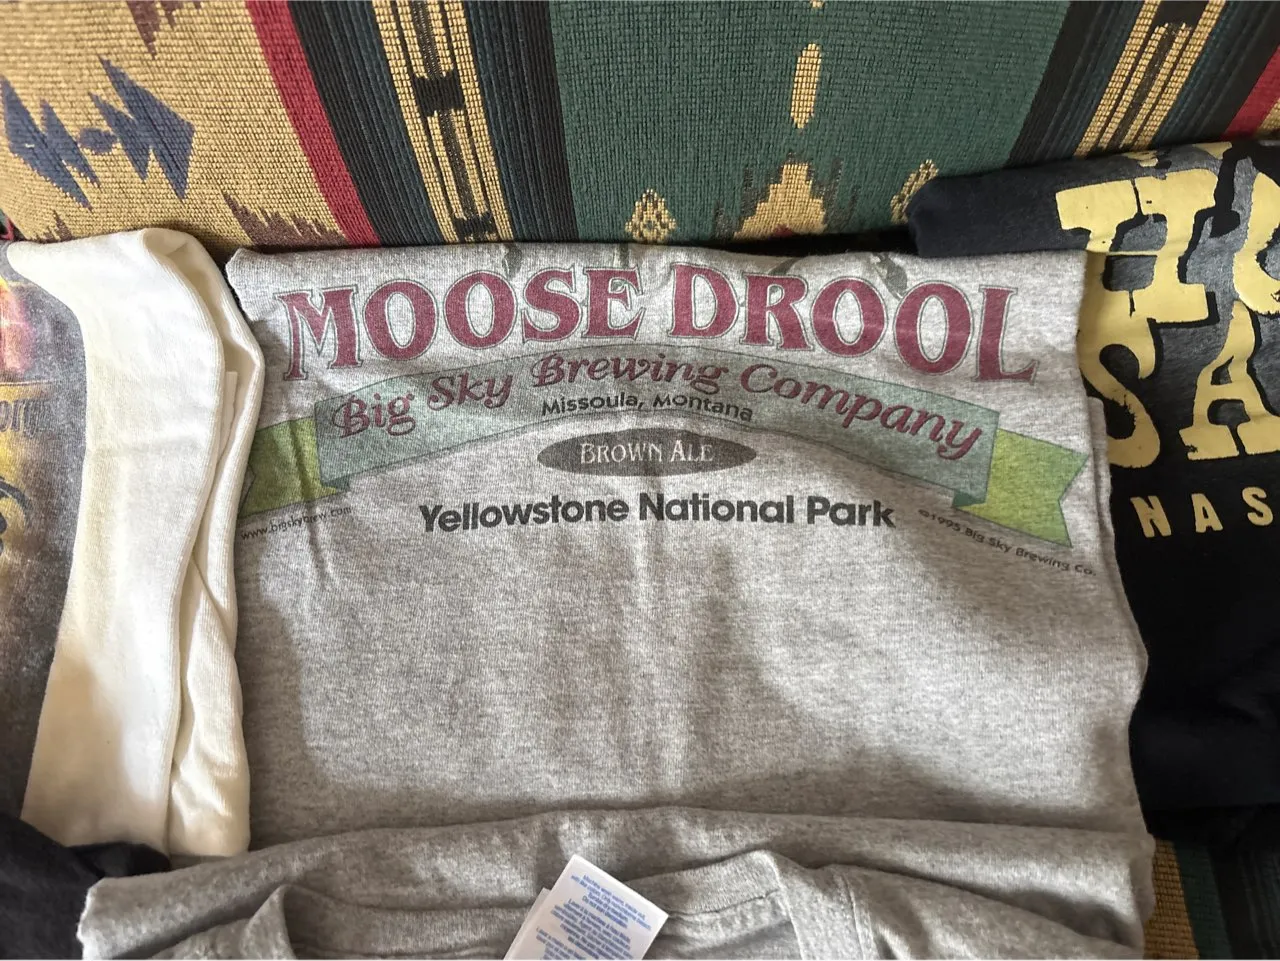 MOOSE DROOL
Big Sky Brewing Company
Missoula, Montana
BROWN ALE
Yellowstone National Park
www.bigskybrew.com
©1995 Big Sky Brewing Co.
SA
NAS